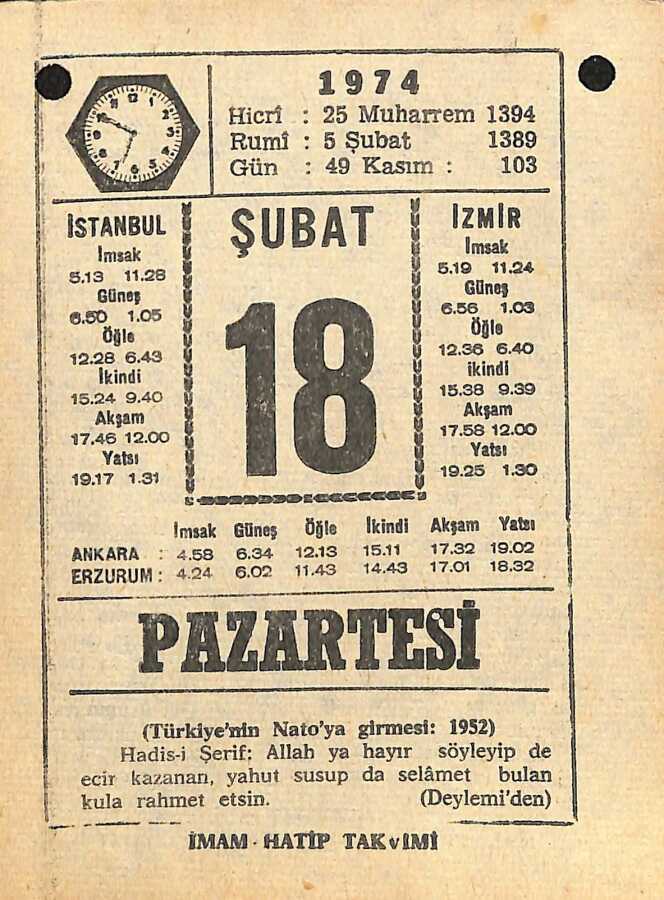 1974
Hicrî : 25 Muharrem 1394
Rumî : 5 Şubat 1389
Gün : 49 Kasım : 103
İSTANBUL
İmsak
5.13 11.28
Güneş
6.50 1.05
Öğle
12.28 6.43
İkindi
15.24 9.40
Akşam
17.46 12.00
Yatsı
19.17 1.31
ŞUBAT
18
İZMİR
İmsak
5.19 11.24
Güneş
6.56 1.03
Öğle
12.36 6.40
ikindi
15.38 9.39
Akşam
17.58 12.00
Yatsı
19.25 1.30
İmsak Güneş Öğle İkindi Akşam Yatsı
ANKARA : 4.58 6.34 12.13 15.11 17.32 19.02
ERZURUM : 4.24 6.02 11.43 14.43 17.01 18.32
PAZARTESİ
(Türkiye'nin Nato'ya girmesi: 1952)
Hadis-i Şerif: Allah ya hayır söyleyip de
ecir kazanan, yahut susup da selâmet bulan
kula rahmet etsin. (Deylemi'den)
İMAM - HATİP TAKvİMİ